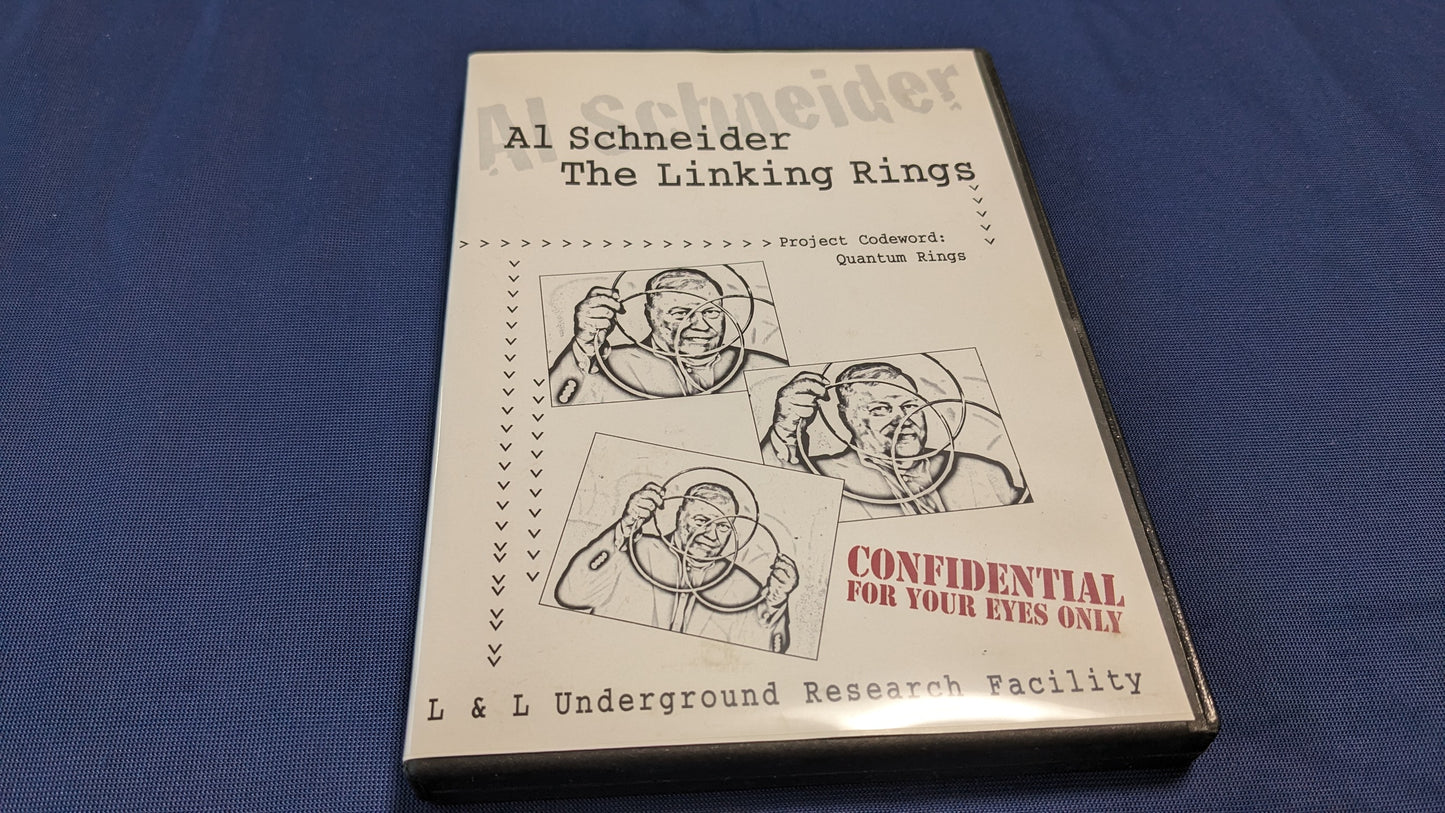 Al Schneider
Al Schneider
The Linking Rings
> > > > > > > > > > > > > > > > Project Codeword:
Quantum Rings
CONFIDENTIAL
FOR YOUR EYES ONLY
L & L Underground Research Facility